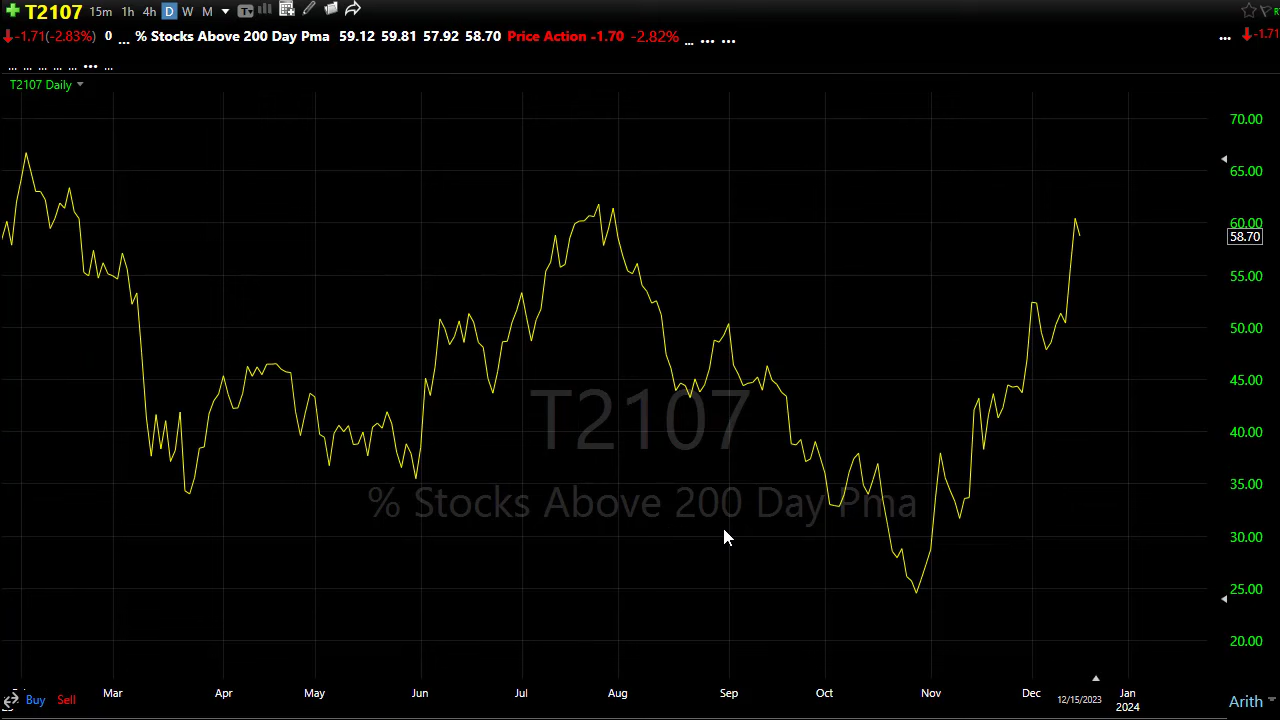 T2107 15m 1h 4h D W M
-1.71(-2.83%) 0 ... % Stocks Above 200 Day Pma 59.12 59.81 57.92 58.70 Price Action -1.70 -2.82% ... ... ... ... -1.71
... ... ... ... ... ... ...
T2107 Daily
70.00
65.00
60.00
58.70
55.00
50.00
45.00
40.00
35.00
30.00
25.00
20.00
T2107
% Stocks Above 200 Day Pma
Mar Apr May Jun Jul Aug Sep Oct Nov Dec Jan
12/15/2023 2024
Buy Sell Arith